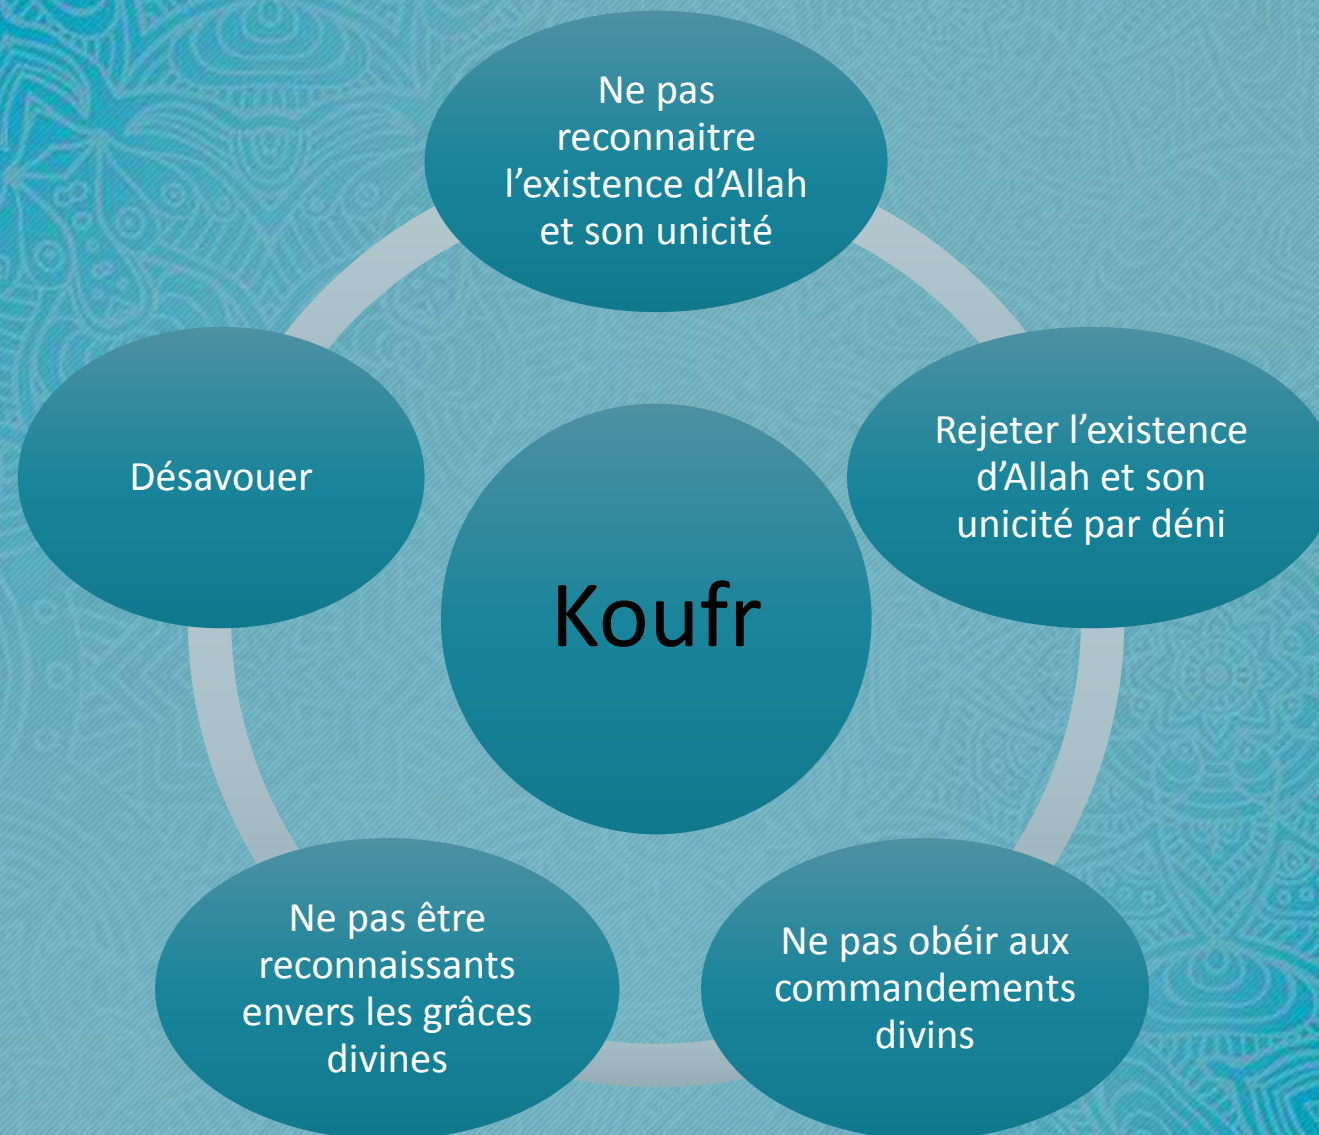 Ne pas
reconnaitre
l’existence d’Allah
et son unicité
Rejeter l’existence
d’Allah et son
unicité par déni
Ne pas obéir aux
commandements
divins
Ne pas être
reconnaissants
envers les grâces
divines
Désavouer
Koufr